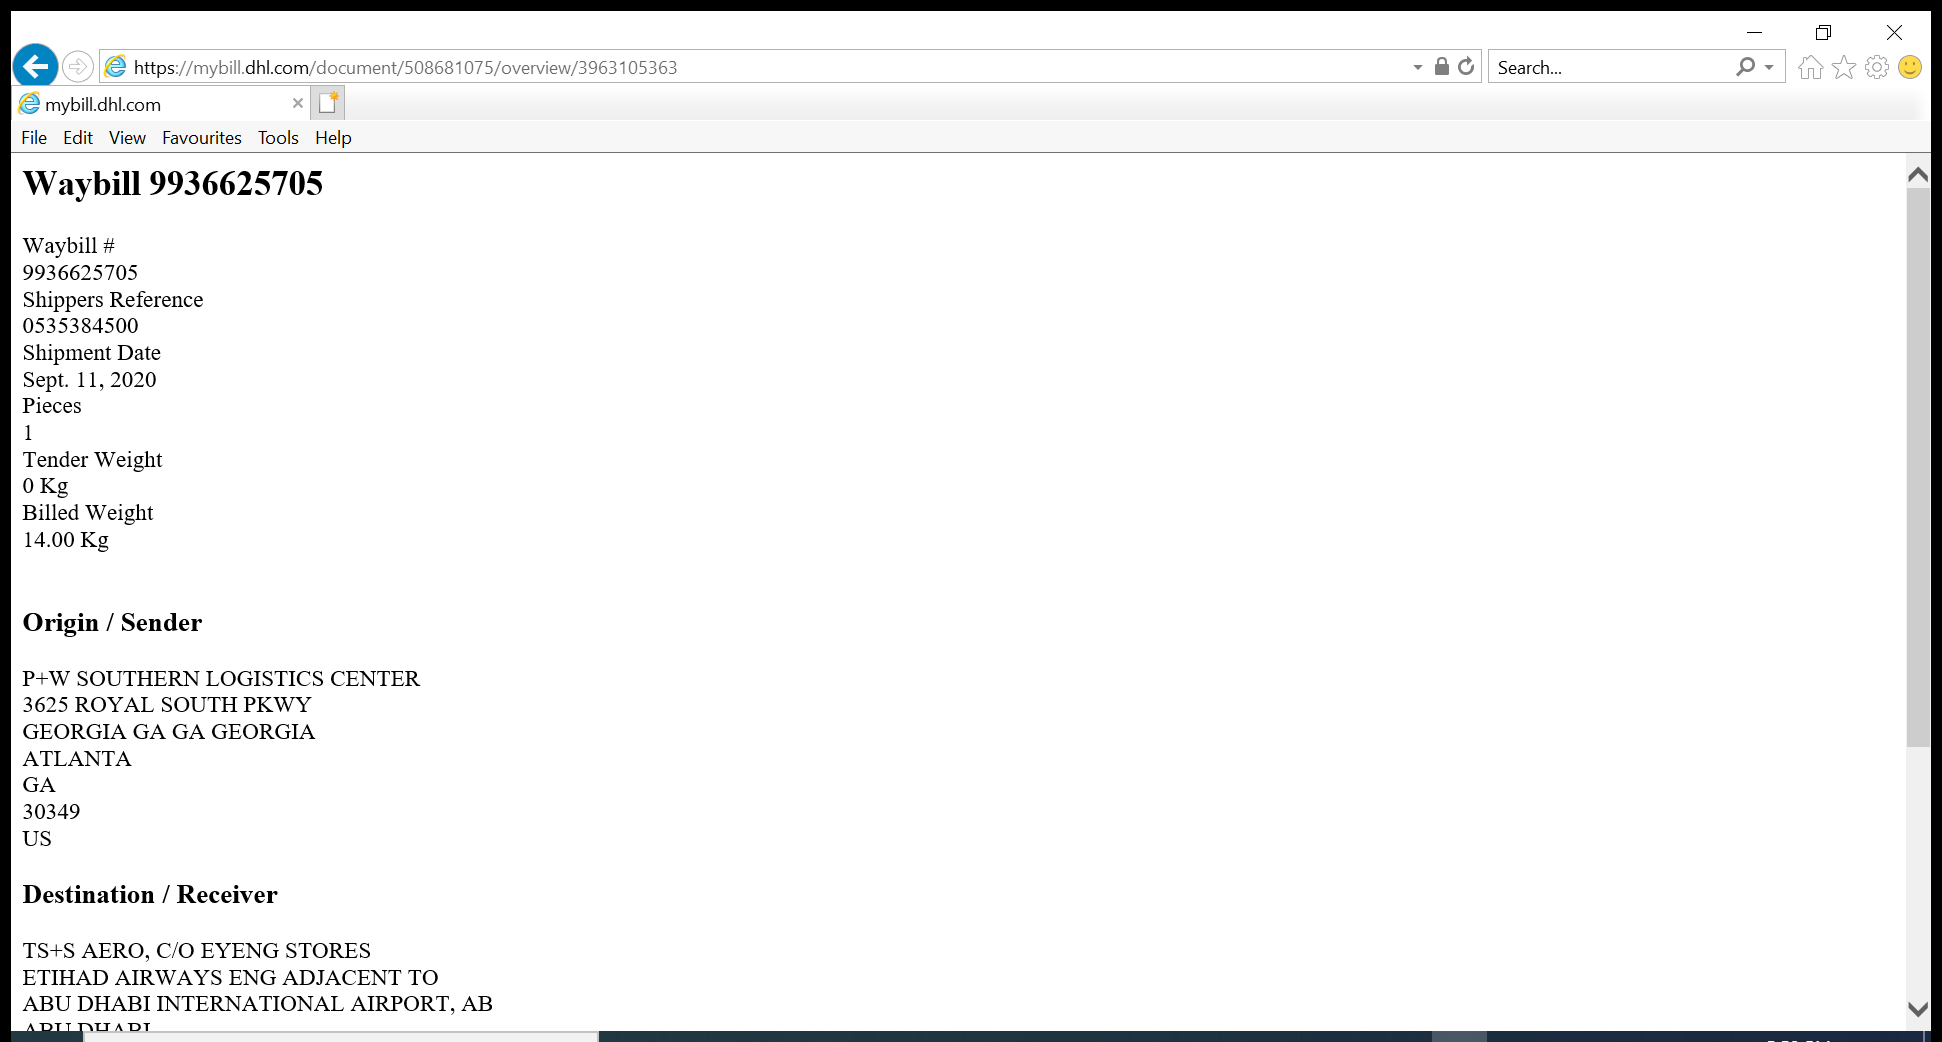 https://mybill.dhl.com/document/508681075/overview/3963105363
Search...
mybill.dhl.com
File Edit View Favourites Tools Help
Waybill 9936625705
Waybill #
9936625705
Shippers Reference
0535384500
Shipment Date
Sept. 11, 2020
Pieces
1
Tender Weight
0 Kg
Billed Weight
14.00 Kg
Origin / Sender
P+W SOUTHERN LOGISTICS CENTER
3625 ROYAL SOUTH PKWY
GEORGIA GA GA GEORGIA
ATLANTA
GA
30349
US
Destination / Receiver
TS+S AERO, C/O EYENG STORES
ETIHAD AIRWAYS ENG ADJACENT TO
ABU DHABI INTERNATIONAL AIRPORT, AB
ABU DHABI